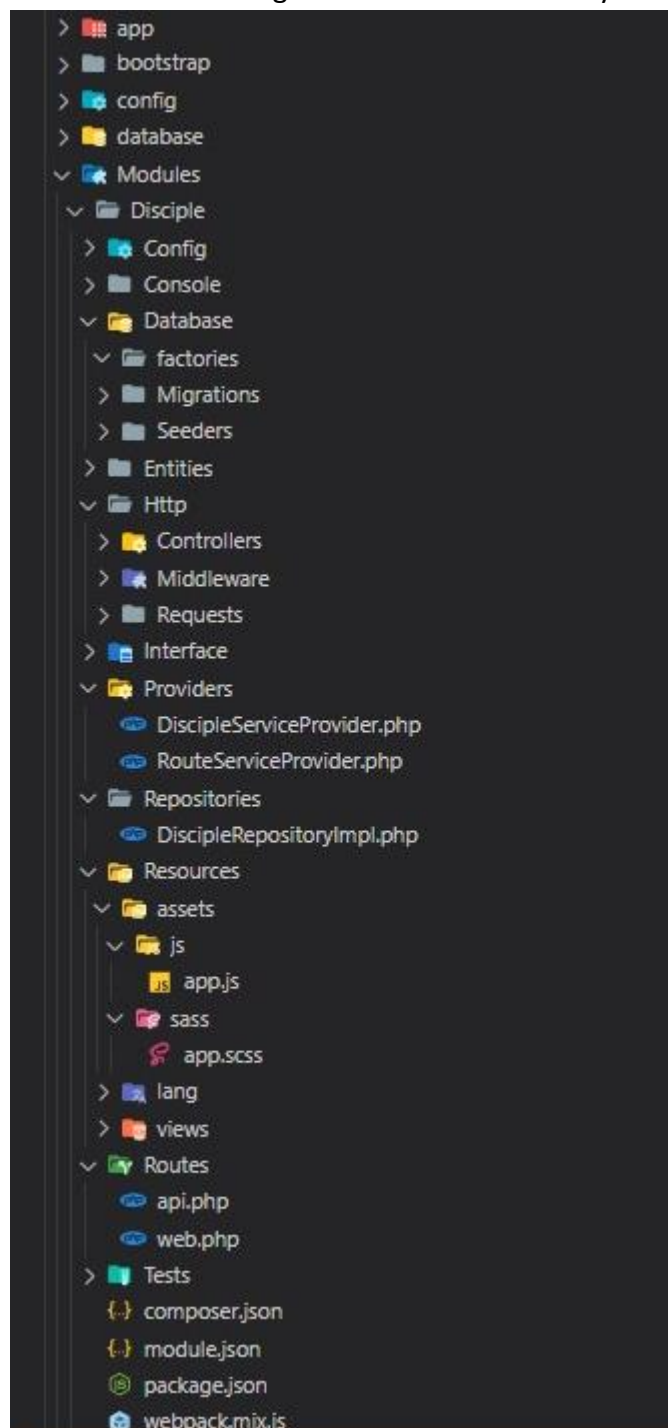 app
bootstrap
config
database
Modules
Disciple
Config
Console
Database
factories
Migrations
Seeders
Entities
Http
Controllers
Middleware
Requests
Interface
Providers
DiscipleServiceProvider.php
RouteServiceProvider.php
Repositories
DiscipleRepositoryImpl.php
Resources
assets
js
JS app.js
sass
app.scss
lang
views
Routes
api.php
web.php
Tests
{..} composer.json
{..} module.json
package.json
webpack.mix.js